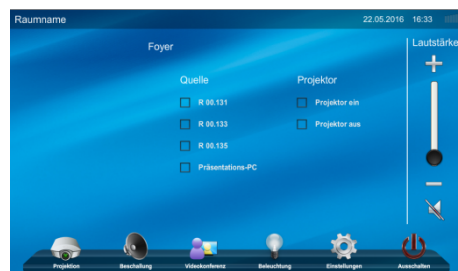 Raumname 22.05.2016 16:33
Foyer
Lautstärke
Quelle Projektor
R 00.131 Projektor ein
R 00.133 Projektor aus
R 00.135
Präsentations-PC
Projektion Beschallung Videokonferenz Beleuchtung Einstellungen Ausschalten